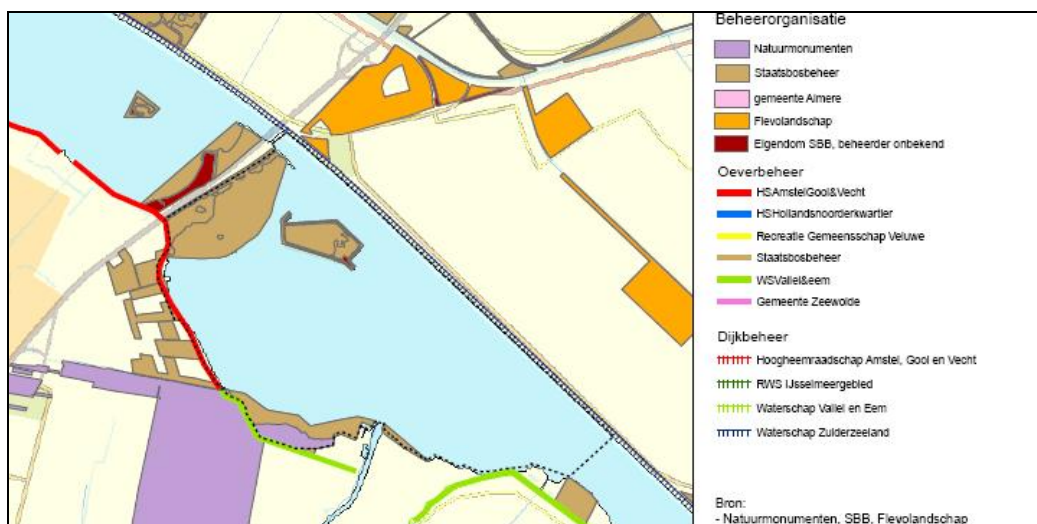 Beheerorganisatie
Natuurmonumenten
Staatsbosbeheer
gemeente Almere
Flevolandschap
Eigendom SBB, beheerder onbekend
Oeverbeheer
HSAmstelGooi&Vecht
HSHollandsnoorderkwartier
Recreatie Gemeensschap Veluwe
Staatsbosbeheer
WSVallei&eem
Gemeente Zeewolde
Dijkbeheer
Hoogheemraadschap Amstel, Gooi en Vecht
RWS IJsselmeergebied
Waterschap Vallei en Eem
Waterschap Zuiderzeeland
Bron:
- Natuurmonumenten, SBB, Flevolandschap